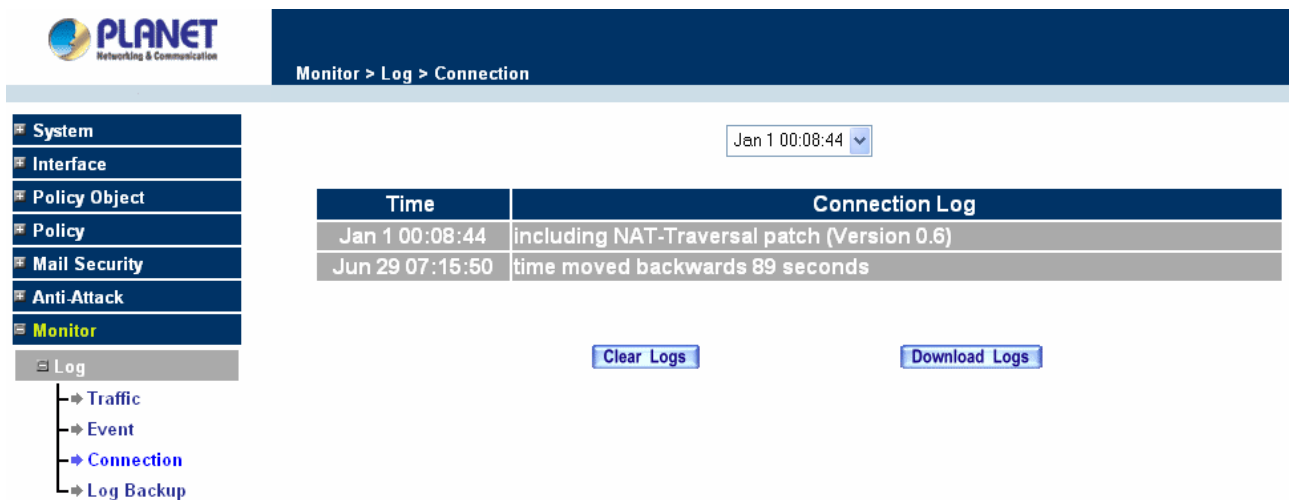 PLANET
Networking & Communication
Monitor > Log > Connection
System
Interface
Policy Object
Policy
Mail Security
Anti-Attack
Monitor
Log
Traffic
Event
Connection
Log Backup
Jan 1 00:08:44
Time Connection Log
Jan 1 00:08:44 including NAT-Traversal patch (Version 0.6)
Jun 29 07:15:50 time moved backwards 89 seconds
Clear Logs Download Logs